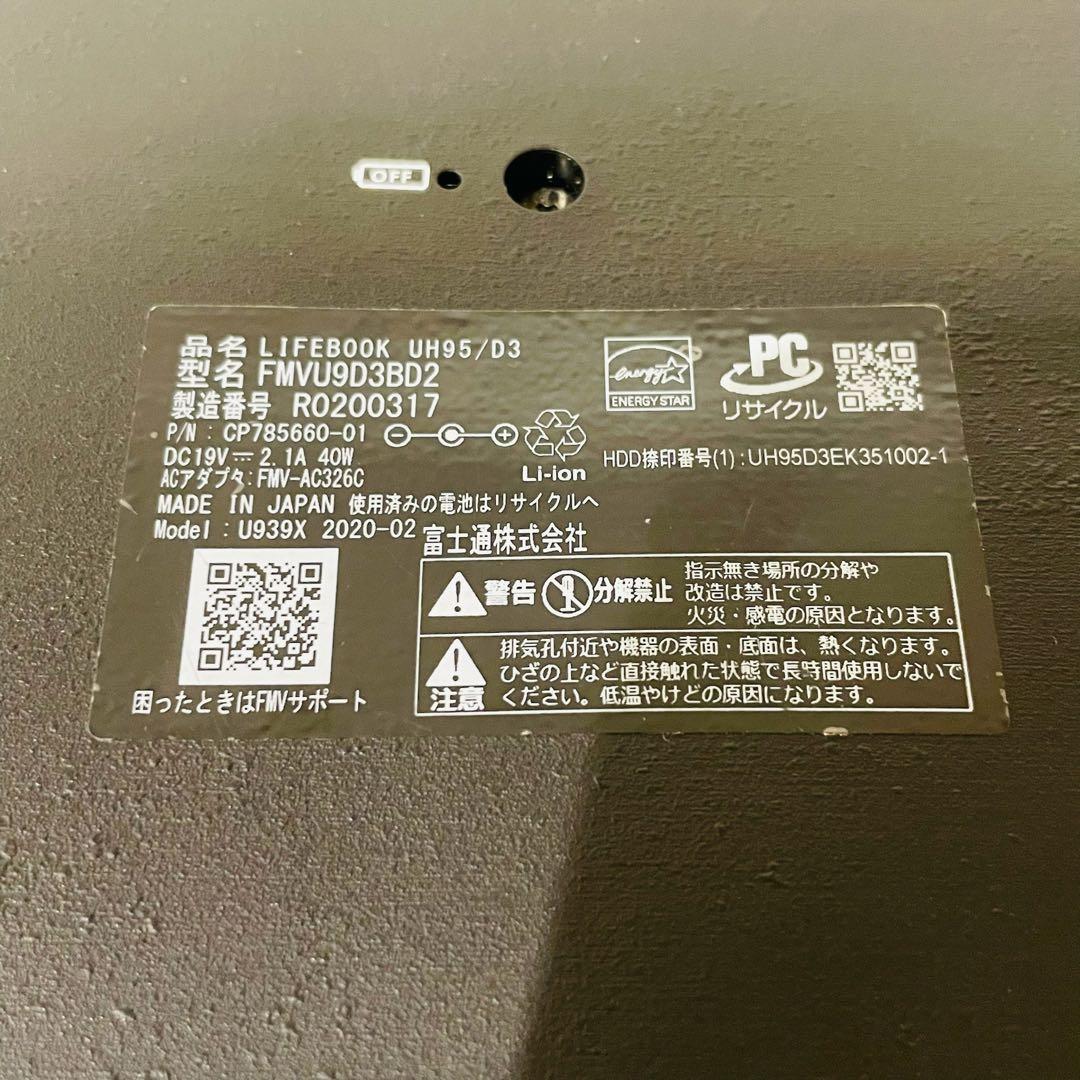 OFF
品名 LIFEBOOK UH95/D3
型名 FMVU9D3BD2
製造番号 R0200317
P/N : CP785660-01
DC19V 2.1A 40W
Li-ion
ACアダプタ:FMV-AC326C
MADE IN JAPAN 使用済みの電池はリサイクルへ
Model : U939X 2020-02 富士通株式会社
energy
ENERGY STAR
PC
リサイクル
HDD捺印番号(1) : UH95D3EK351002-1
困ったときはFMVサポート
警告 分解禁止
指示無き場所の分解や
改造は禁止です。
火災・感電の原因となります。
注意
排気孔付近や機器の表面・底面は、熱くなります。
ひざの上など直接触れた状態で長時間使用しないで
ください。低温やけどの原因になります。